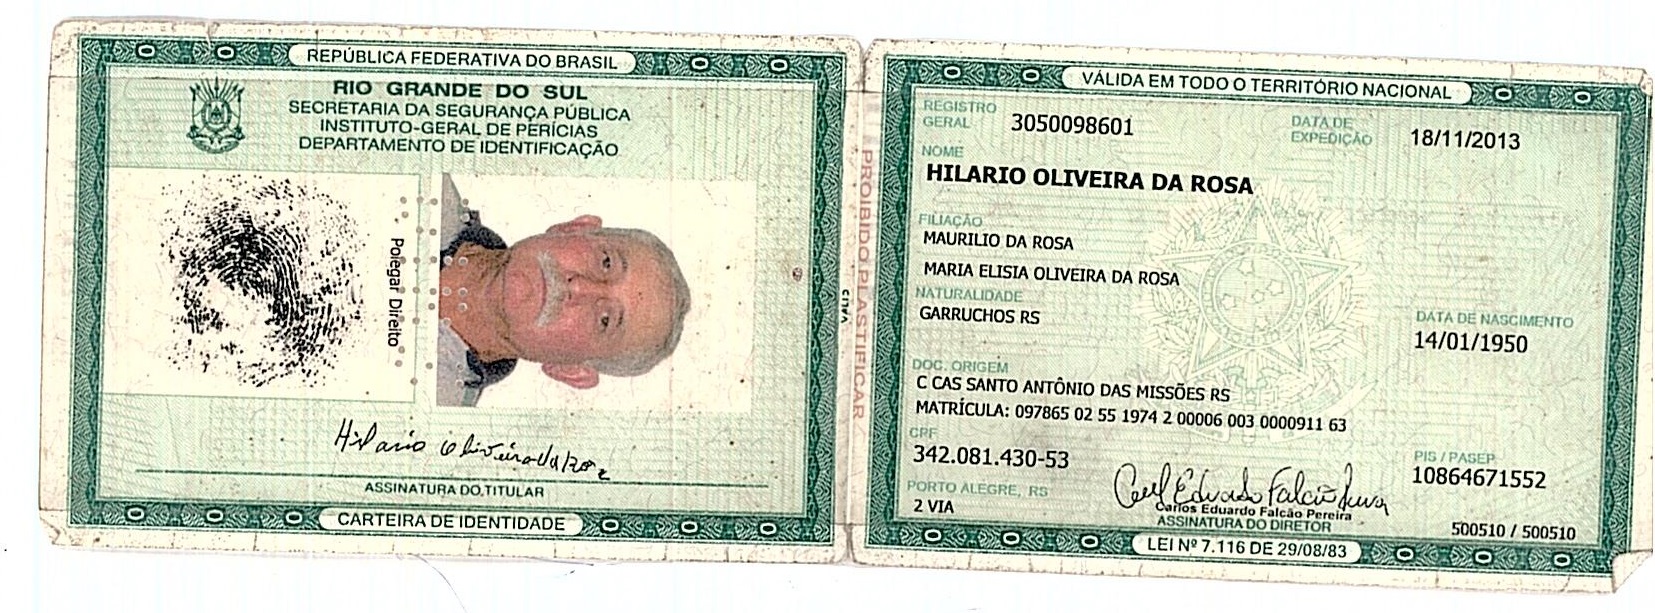 REPÚBLICA FEDERATIVA DO BRASIL
RIO GRANDE DO SUL
SECRETARIA DA SEGURANÇA PÚBLICA
INSTITUTO-GERAL DE PERÍCIAS
DEPARTAMENTO DE IDENTIFICAÇÃO
Polegar Direito
Hilario Oliveira da Rosa
ASSINATURA DO TITULAR
CARTEIRA DE IDENTIDADE
PROIBIDO PLASTIFICAR
VÁLIDA EM TODO O TERRITÓRIO NACIONAL
REGISTRO GERAL 3050098601 DATA DE EXPEDIÇÃO 18/11/2013
NOME
HILARIO OLIVEIRA DA ROSA
FILIAÇÃO
MAURILIO DA ROSA
MARIA ELISIA OLIVEIRA DA ROSA
NATURALIDADE
GARRUCHOS RS
DATA DE NASCIMENTO
14/01/1950
DOC. ORIGEM
C CAS SANTO ANTÔNIO DAS MISSÕES RS
MATRÍCULA: 097865 02 55 1974 2 00006 003 0000911 63
CPF
342.081.430-53
PIS / PASEP
10864671552
PORTO ALEGRE, RS
2 VIA
Carlos Eduardo Falcão Pereira
ASSINATURA DO DIRETOR
500510 / 500510
LEI Nº 7.116 DE 29/08/83